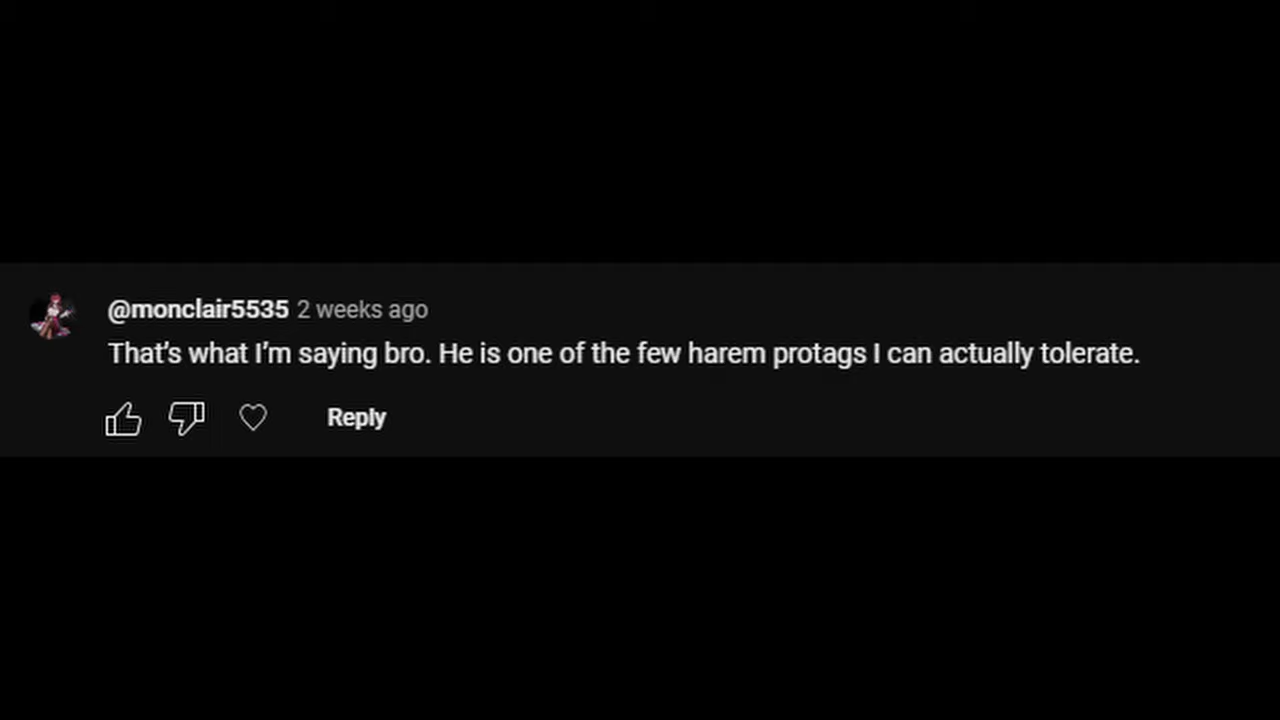 @monclair5535 2 weeks ago
That's what I'm saying bro. He is one of the few harem protags I can actually tolerate.
Reply